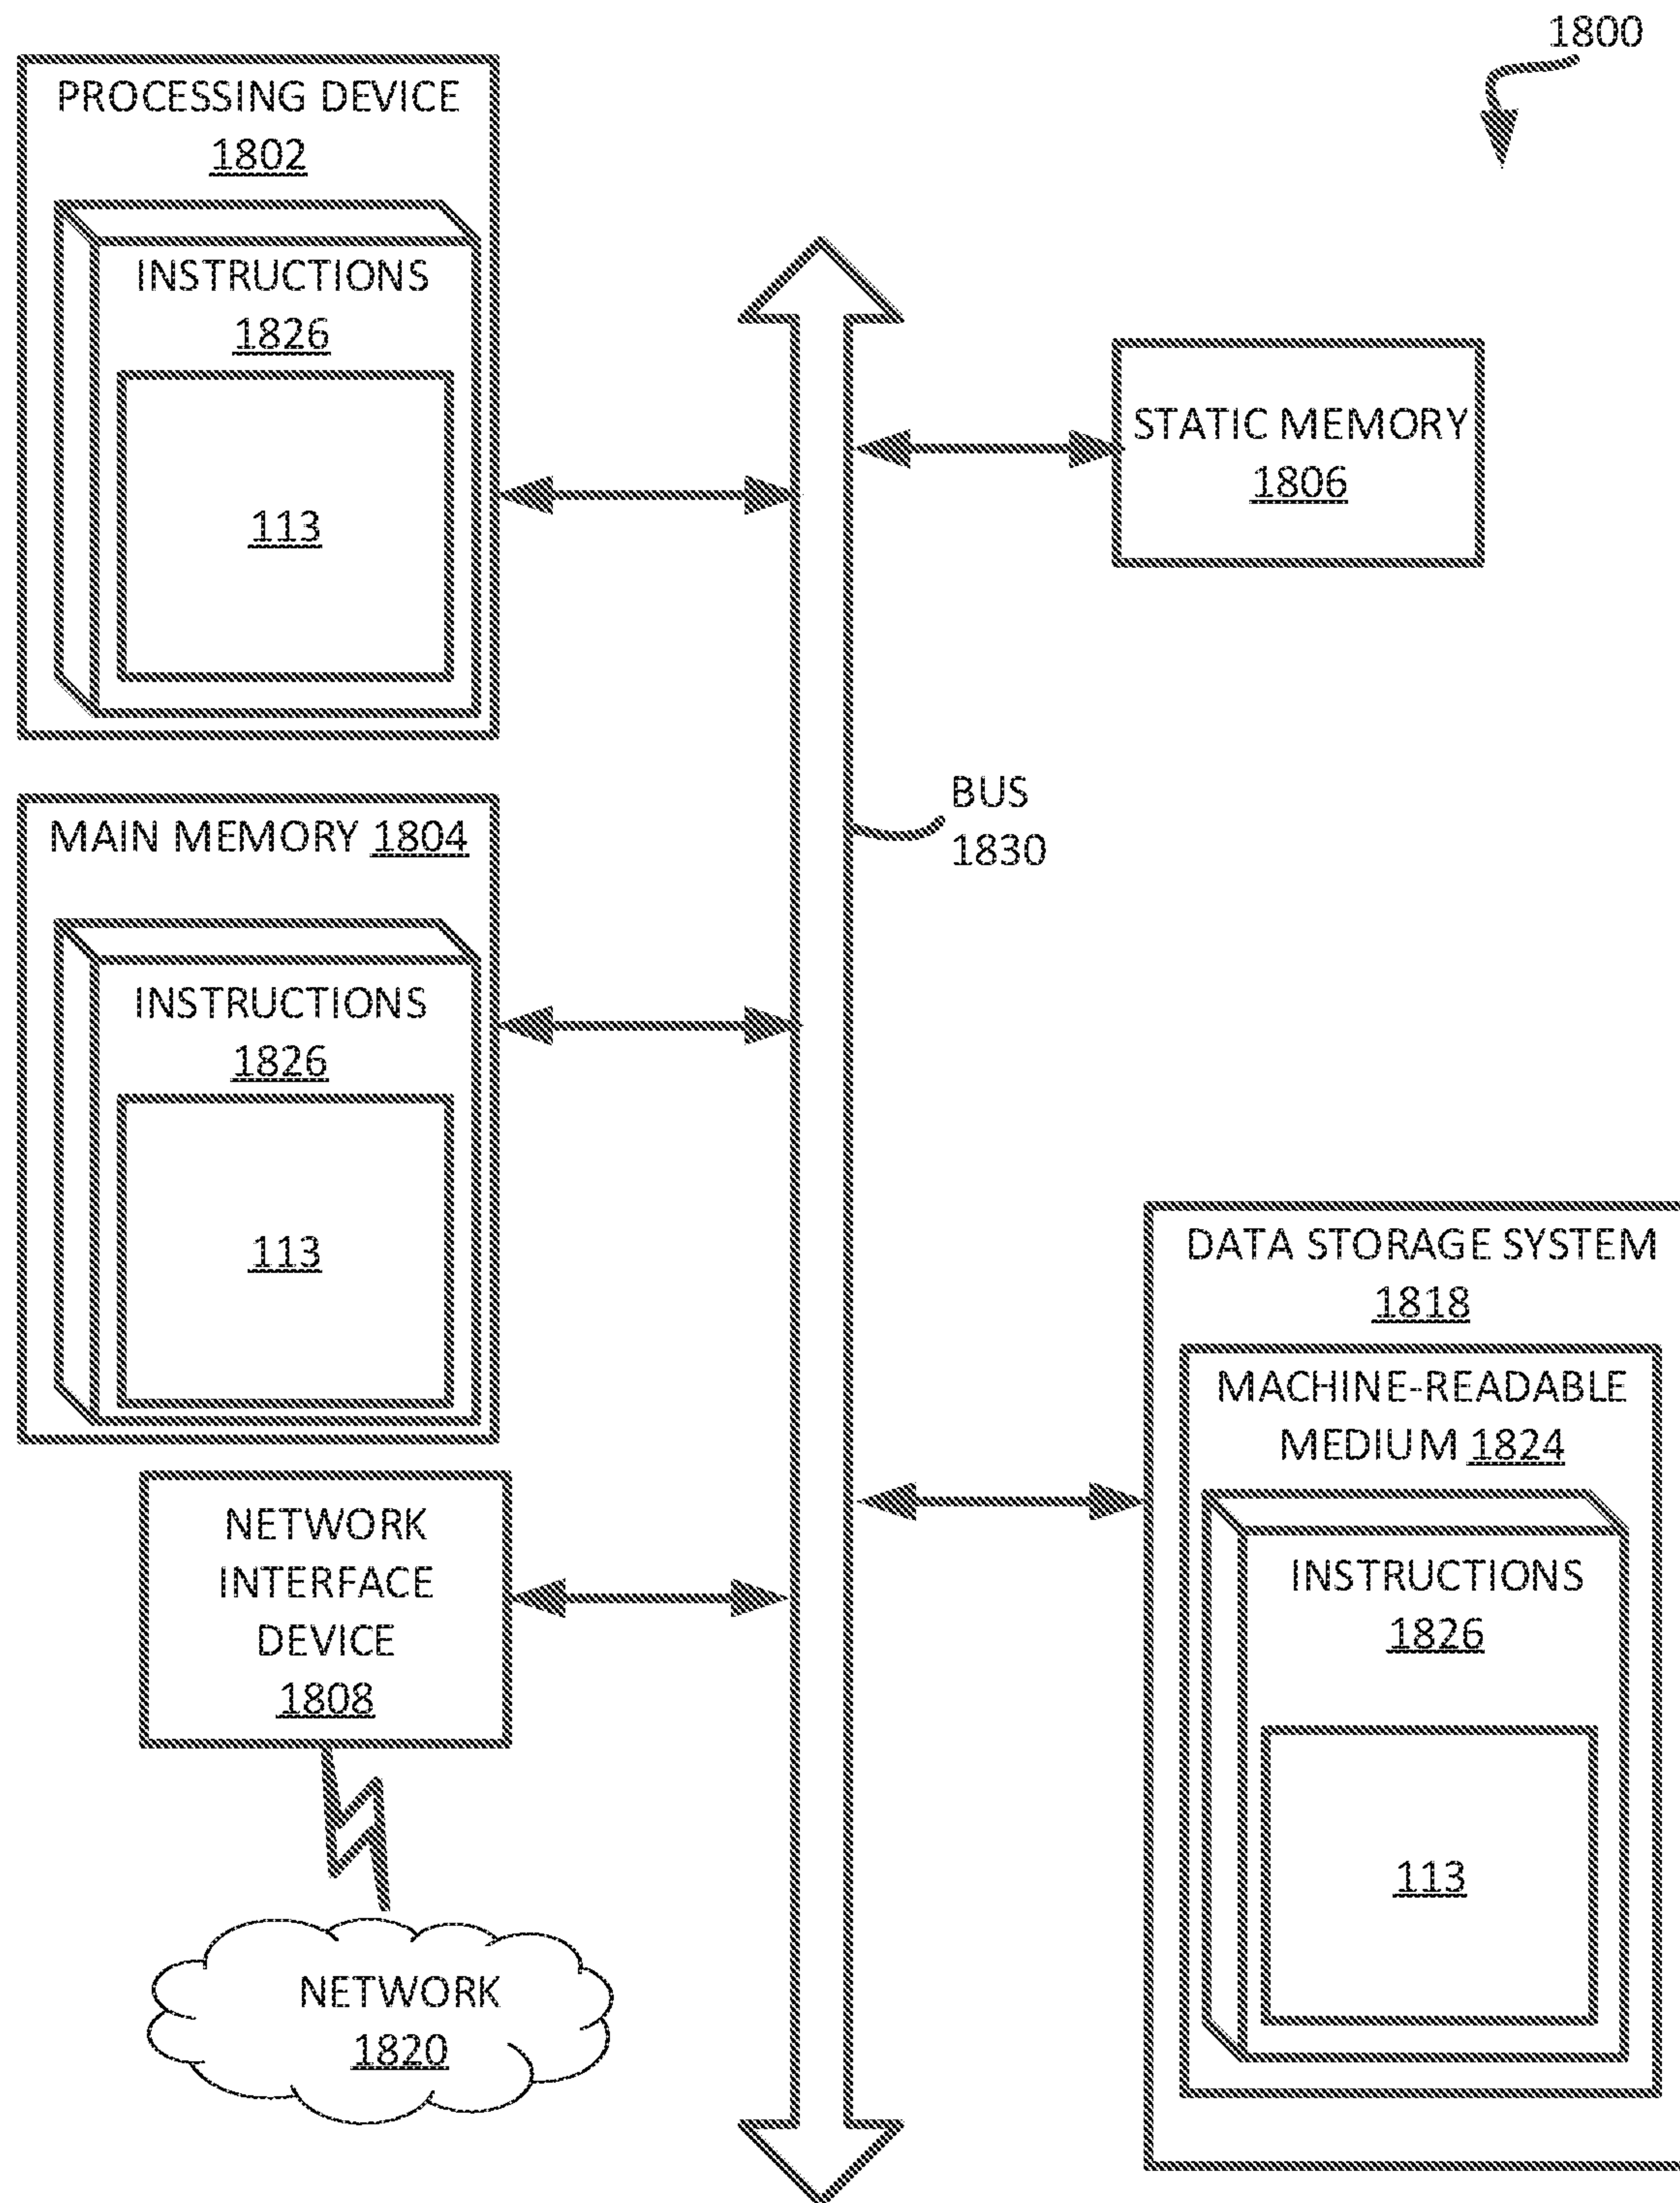 1800
PROCESSING DEVICE
1802
INSTRUCTIONS
1826
113
STATIC MEMORY
1806
BUS
1830
MAIN MEMORY 1804
INSTRUCTIONS
1826
113
DATA STORAGE SYSTEM
1818
MACHINE-READABLE
MEDIUM 1824
INSTRUCTIONS
1826
113
NETWORK
INTERFACE
DEVICE
1808
NETWORK
1820